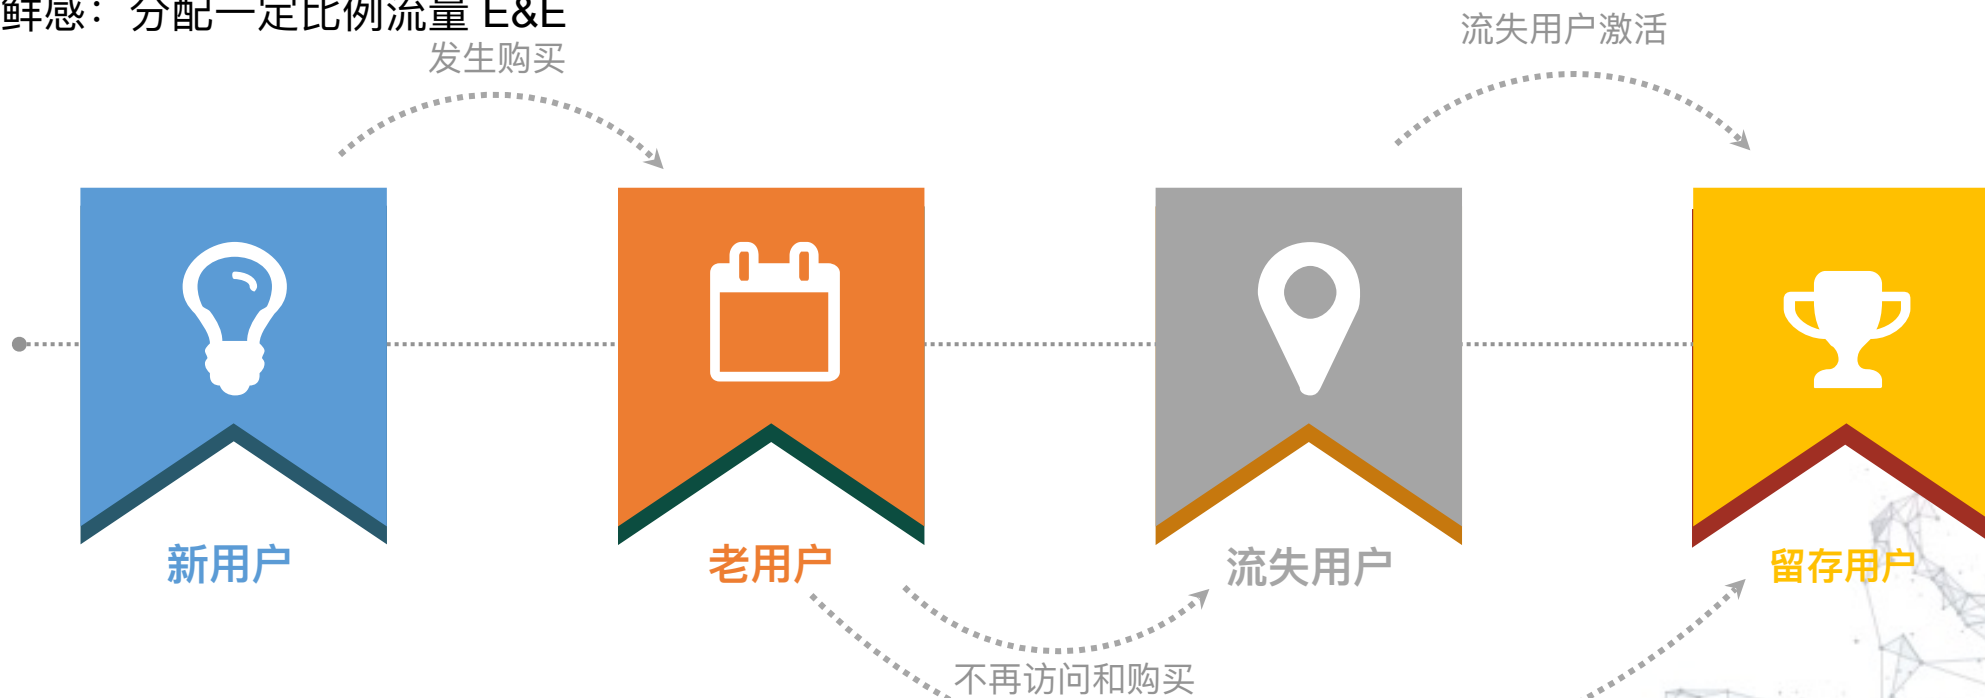 鲜感：分配一定比例流量 E&E
发生购买
流失用户激活
新用户
老用户
流失用户
留存用户
不再访问和购买